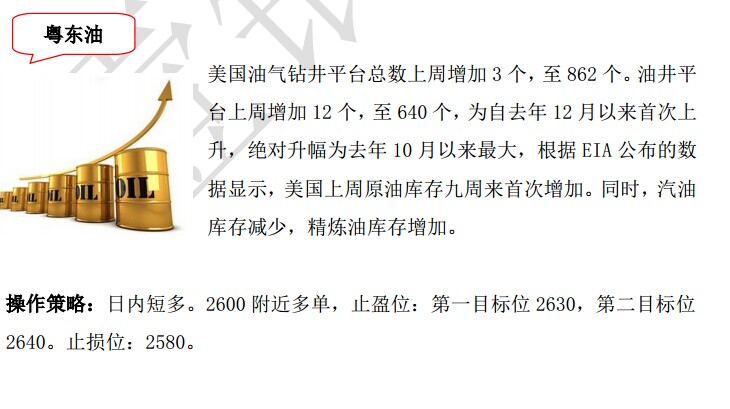 粤东油
美国油气钻井平台总数上周增加 3 个，至 862 个。油井平
台上周增加 12 个，至 640 个，为自去年 12 月以来首次上
升，绝对升幅为去年 10 月以来最大，根据 EIA 公布的数
据显示，美国上周原油库存九周来首次增加。同时，汽油
库存减少，精炼油库存增加。
OIL OIL OIL OIL
操作策略：日内短多。2600 附近多单，止盈位：第一目标位 2630，第二目标位
2640。止损位：2580。